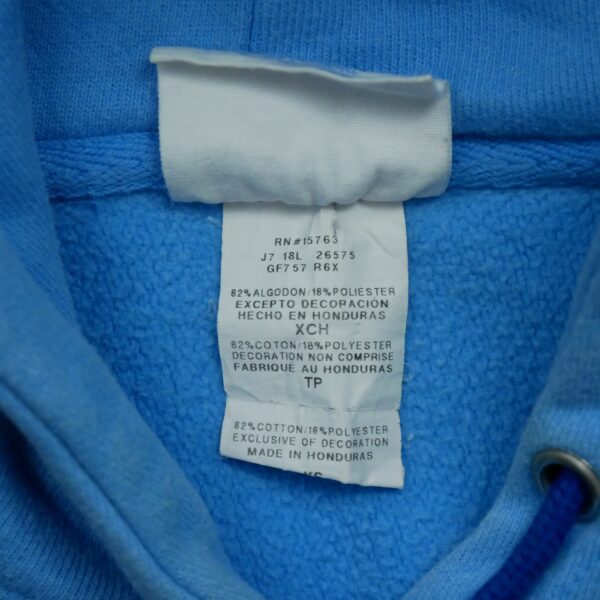 RN#15763
J7 18L 26575
GF757 R6X
82%ALGODON/18%POLIESTER
EXCEPTO DECORACIÓN
HECHO EN HONDURAS
XCH
82%COTON/18%POLYESTER
DECORATION NON COMPRISE
FABRIQUE AU HONDURAS
TP
82%COTTON/18%POLYESTER
EXCLUSIVE OF DECORATION
MADE IN HONDURAS